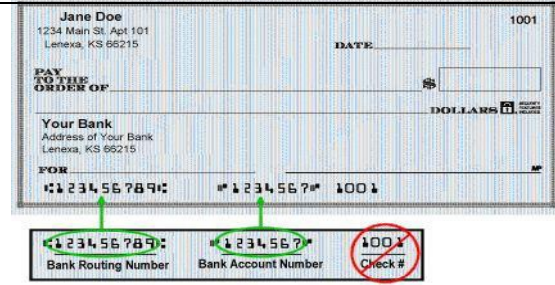 Jane Doe
1234 Main St. Apt 101
Lenexa, KS 66215
1001
DATE
PAY
TO THE
ORDER OF
$
DOLLARS
Your Bank
Address of Your Bank
Lenexa, KS 66215
FOR
MP
⑆123456789⑆ ⑈1234567⑈ 1001
⑆123456789⑆ ⑈1234567⑈ 1001
Bank Routing Number Bank Account Number Check #